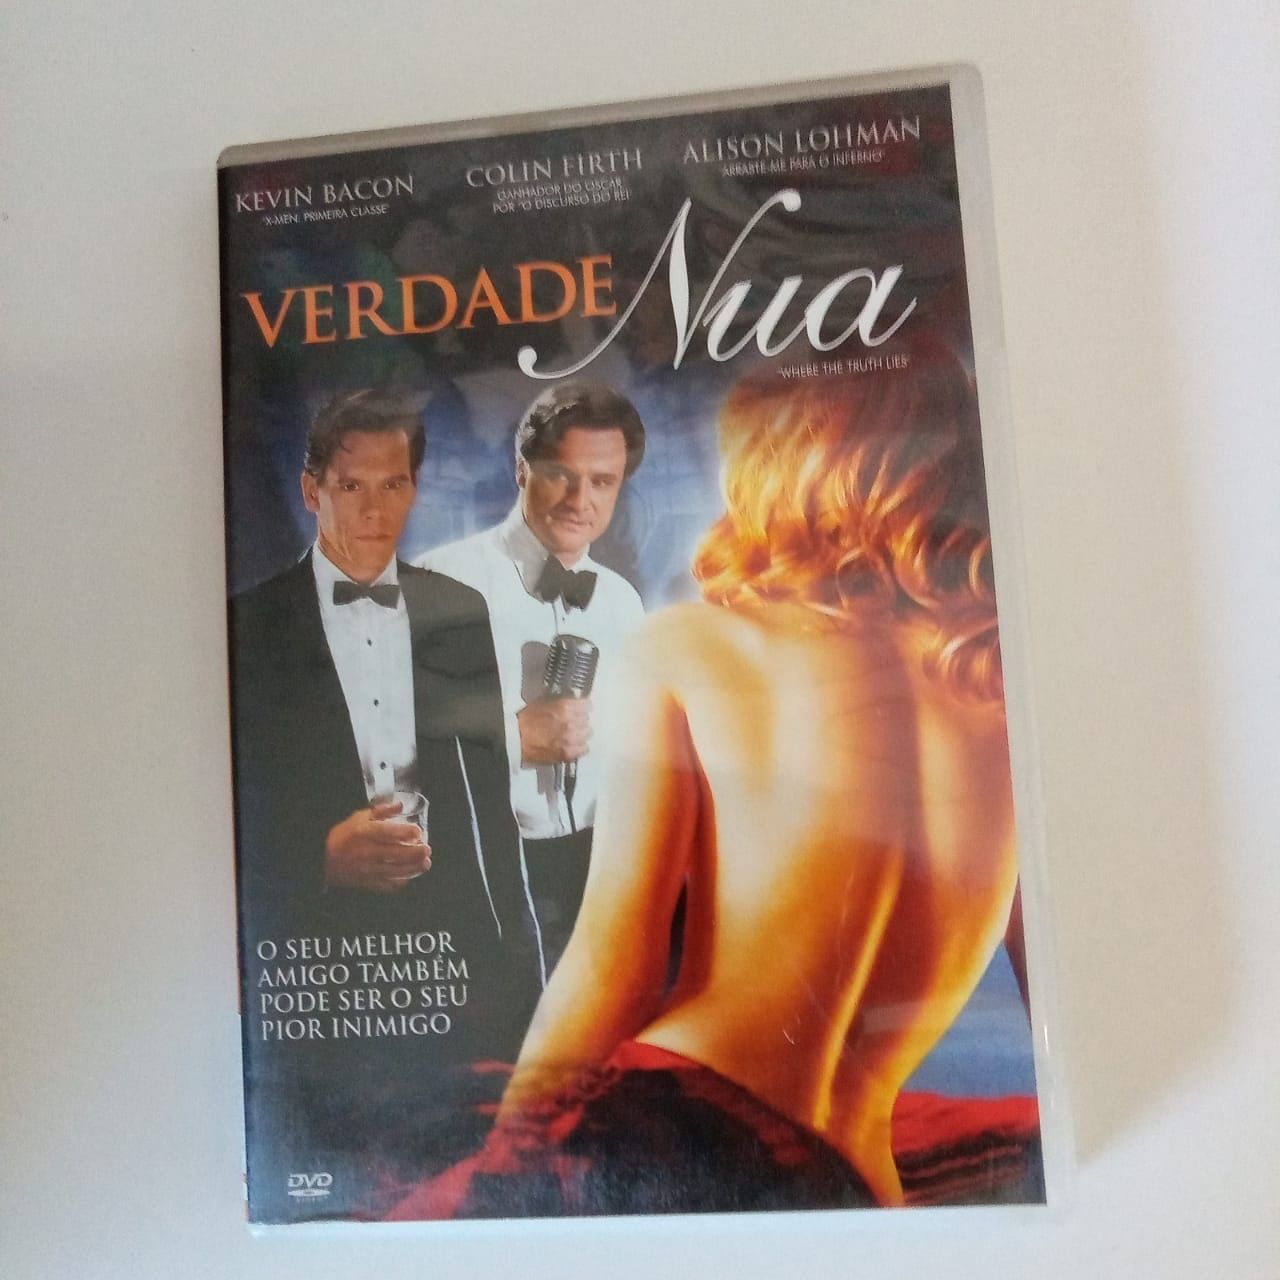 KEVIN BACON
"X-MEN: PRIMEIRA CLASSE"
COLIN FIRTH
GANHADOR DO OSCAR
POR "O DISCURSO DO REI"
ALISON LOHMAN
"ARRASTE-ME PARA O INFERNO"
VERDADE Nua
"WHERE THE TRUTH LIES"
O SEU MELHOR
AMIGO TAMBÉM
PODE SER O SEU
PIOR INIMIGO
DVD
VIDEO